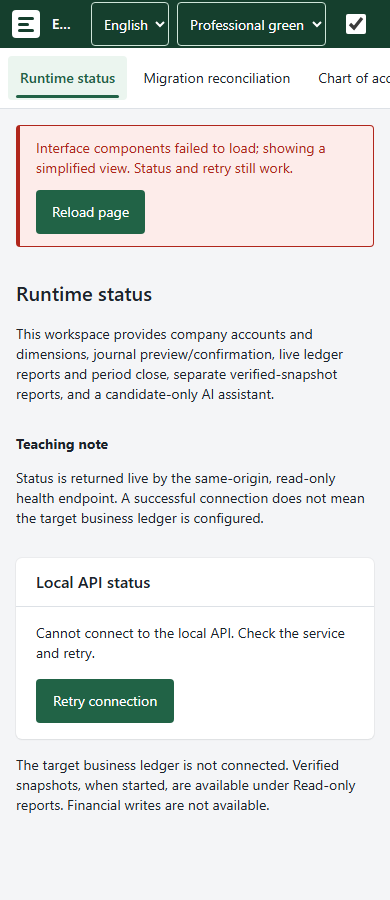 E...
English
Professional green
Runtime status
Migration reconciliation
Chart of acc
Interface components failed to load; showing a
simplified view. Status and retry still work.
Reload page
Runtime status
This workspace provides company accounts and
dimensions, journal preview/confirmation, live ledger
reports and period close, separate verified-snapshot
reports, and a candidate-only AI assistant.
Teaching note
Status is returned live by the same-origin, read-only
health endpoint. A successful connection does not mean
the target business ledger is configured.
Local API status
Cannot connect to the local API. Check the service
and retry.
Retry connection
The target business ledger is not connected. Verified
snapshots, when started, are available under Read-only
reports. Financial writes are not available.